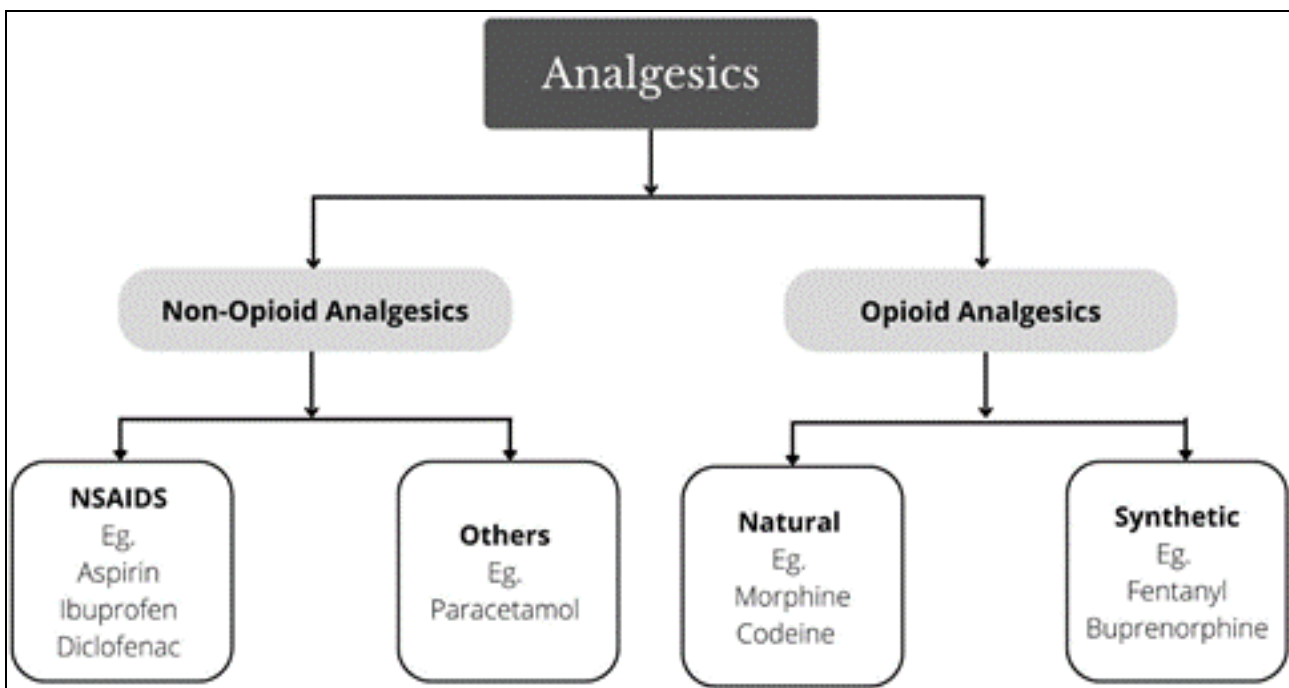 Analgesics
Non-Opioid Analgesics
Opioid Analgesics
NSAIDS
Eg.
Aspirin
Ibuprofen
Diclofenac
Others
Eg.
Paracetamol
Natural
Eg.
Morphine
Codeine
Synthetic
Eg.
Fentanyl
Buprenorphine